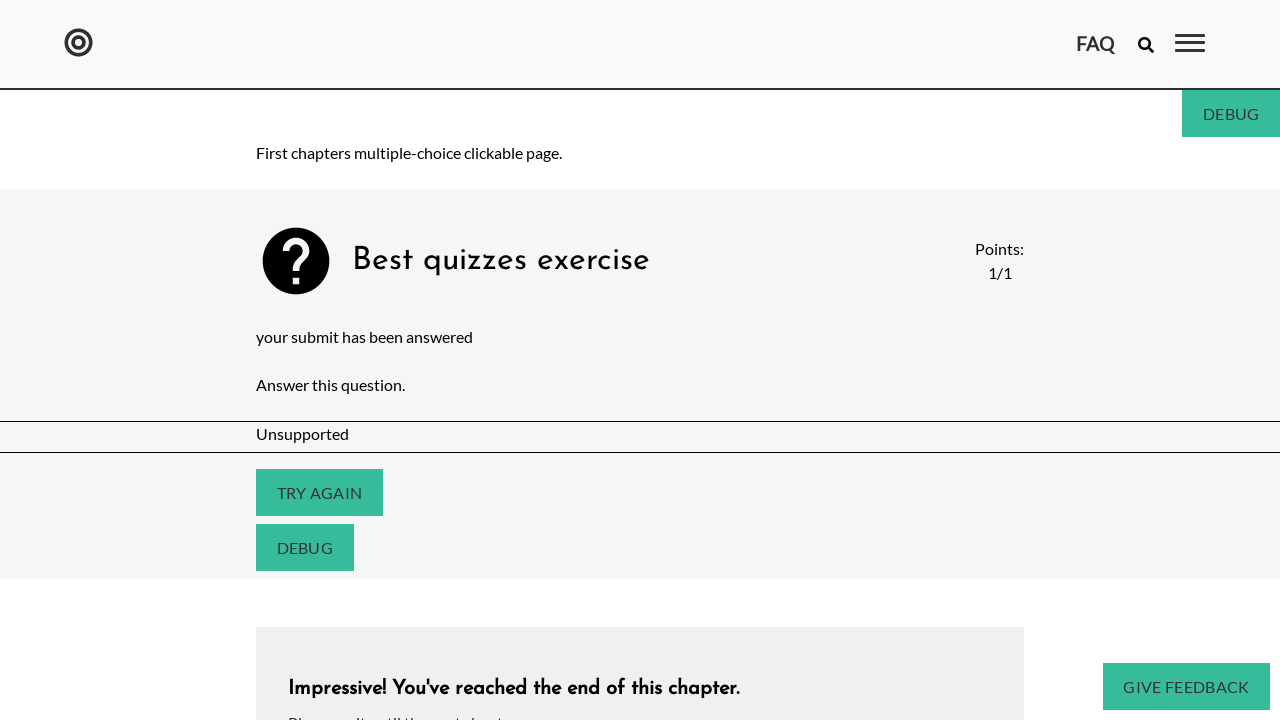 FAQ
DEBUG
First chapters multiple-choice clickable page.
Best quizzes exercise
Points:
1/1
your submit has been answered
Answer this question.
Unsupported
TRY AGAIN
DEBUG
Impressive! You've reached the end of this chapter.
GIVE FEEDBACK